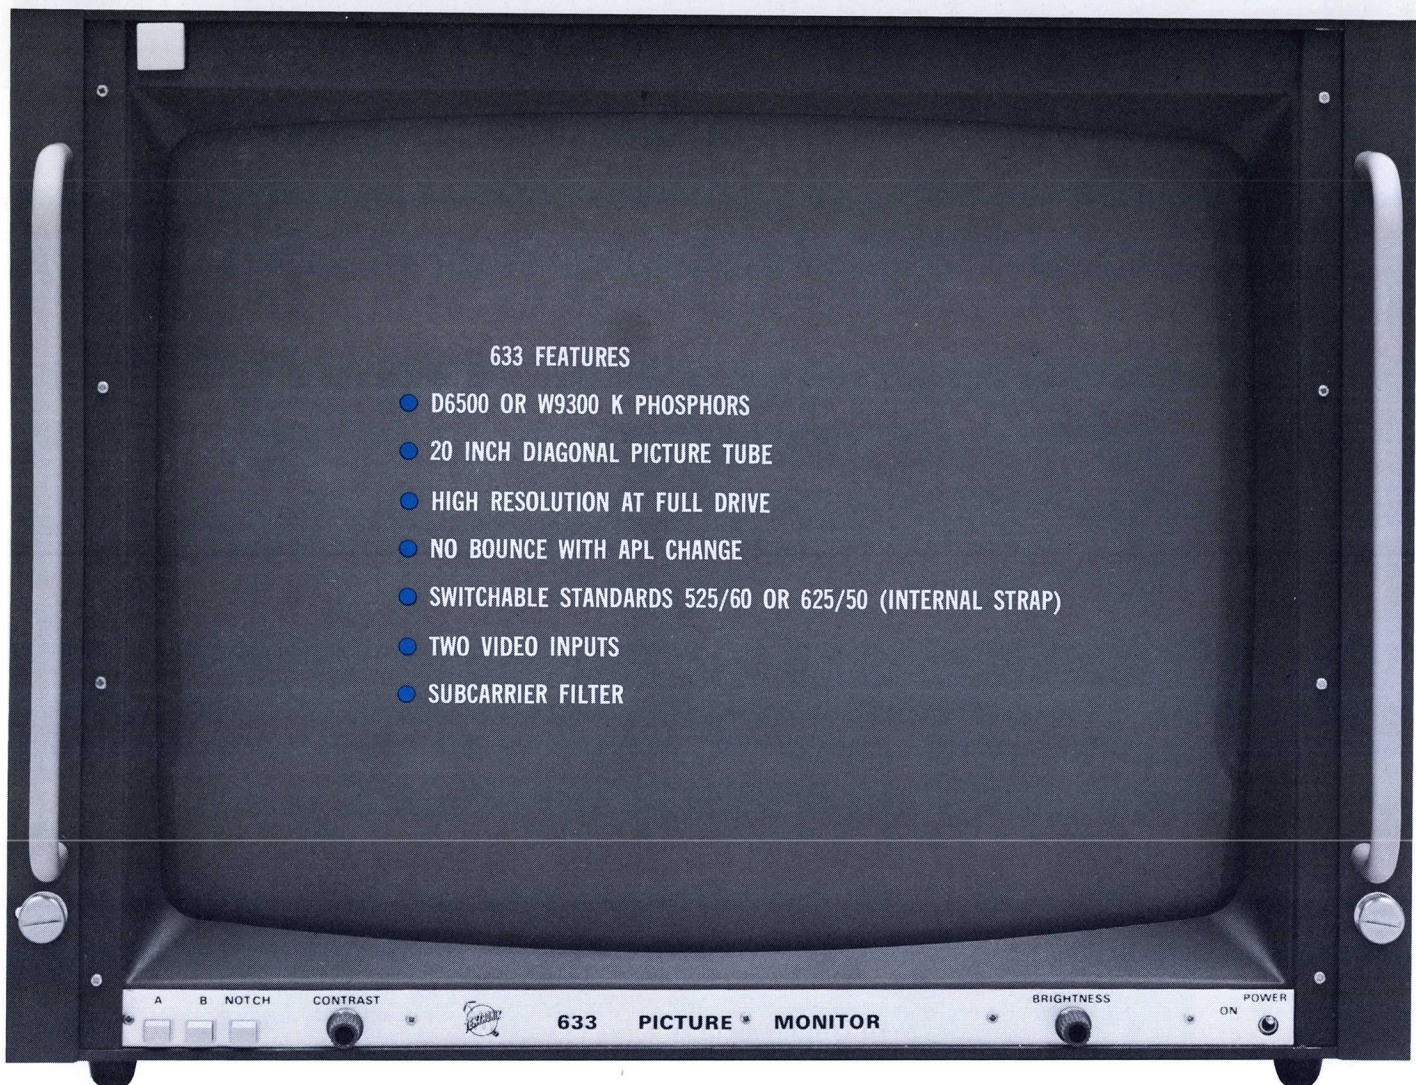 633 FEATURES
D6500 OR W9300 K PHOSPHORS
20 INCH DIAGONAL PICTURE TUBE
HIGH RESOLUTION AT FULL DRIVE
NO BOUNCE WITH APL CHANGE
SWITCHABLE STANDARDS 525/60 OR 625/50 (INTERNAL STRAP)
TWO VIDEO INPUTS
SUBCARRIER FILTER
A B NOTCH CONTRAST BRIGHTNESS POWER
ON
TEKTRONIX
633 PICTURE MONITOR